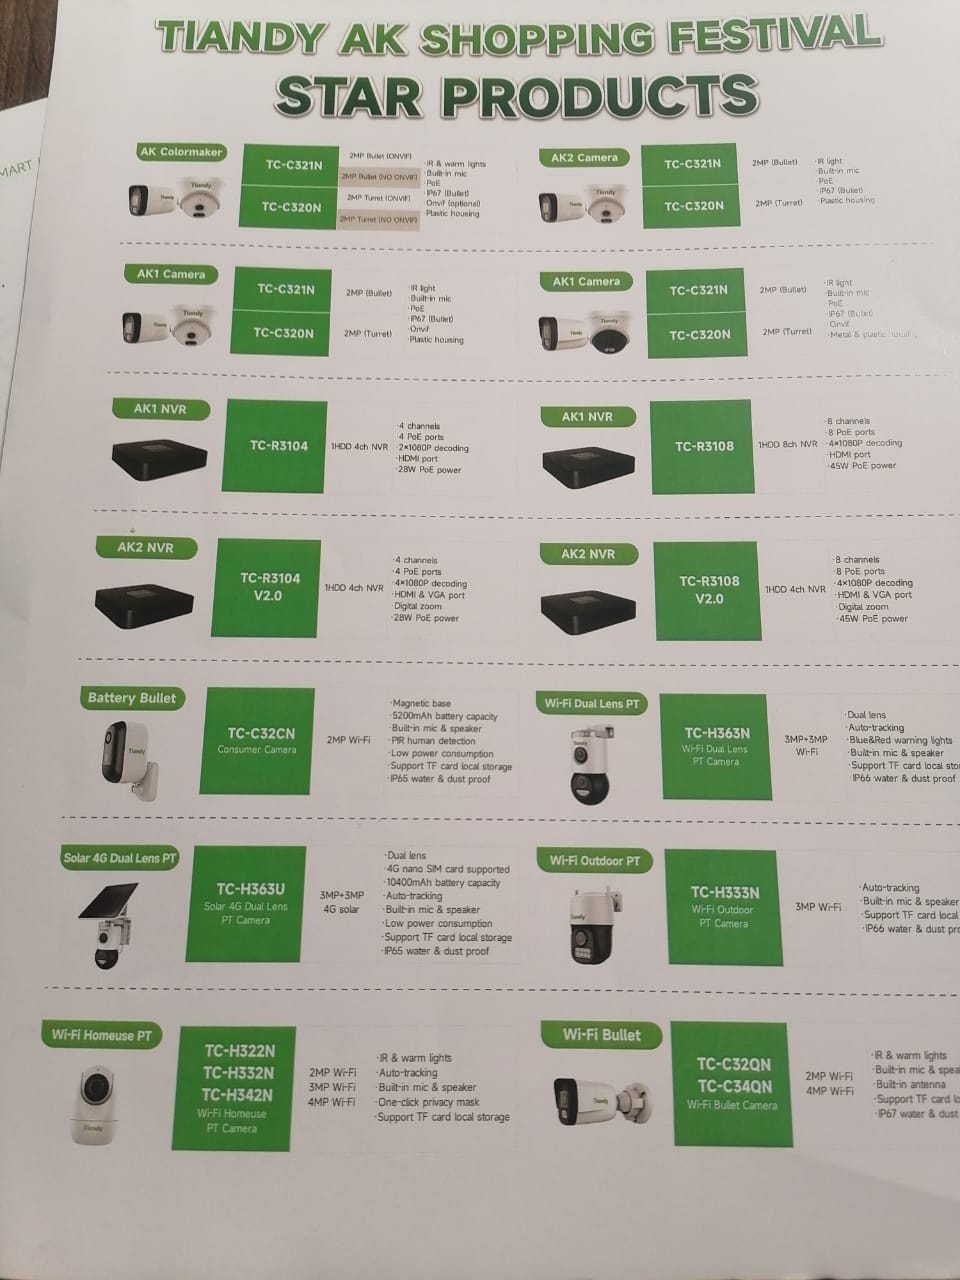 TIANDY AK SHOPPING FESTIVAL
STAR PRODUCTS
MART
AK Colormaker
Tiandy
Tiandy
TC-C321N
TC-C320N
2MP Bullet (ONVIF)
2MP Bullet (NO ONVIF)
2MP Turret (ONVIF)
2MP Turret (NO ONVIF)
·IR & warm lights
·Built-in mic
·PoE
·IP67 (Bullet)
·Onvif (optional)
·Plastic housing
AK2 Camera
Tiandy
Tiandy
TC-C321N
TC-C320N
2MP (Bullet)
2MP (Turret)
·IR light
·Built-in mic
·PoE
·IP67 (Bullet)
·Plastic housing
AK1 Camera
Tiandy
Tiandy
TC-C321N
TC-C320N
2MP (Bullet)
2MP (Turret)
·IR light
·Built-in mic
·PoE
·IP67 (Bullet)
·Onvif
·Plastic housing
AK1 Camera
Tiandy
Tiandy
TC-C321N
TC-C320N
2MP (Bullet)
2MP (Turret)
·IR light
·Built-in mic
·PoE
·IP67 (Bullet)
·Onvif
·Metal & plastic housing
AK1 NVR
TC-R3104
1HDD 4ch NVR
·4 channels
·4 PoE ports
·2×1080P decoding
·HDMI port
·28W PoE power
AK1 NVR
TC-R3108
1HDD 8ch NVR
·8 channels
·8 PoE ports
·4×1080P decoding
·HDMI port
·45W PoE power
AK2 NVR
TC-R3104
V2.0
1HDD 4ch NVR
·4 channels
·4 PoE ports
·4×1080P decoding
·HDMI & VGA port
·Digital zoom
·28W PoE power
AK2 NVR
TC-R3108
V2.0
1HDD 4ch NVR
·8 channels
·8 PoE ports
·4×1080P decoding
·HDMI & VGA port
·Digital zoom
·45W PoE power
Battery Bullet
Tiandy
TC-C32CN
Consumer Camera
2MP Wi-Fi
·Magnetic base
·5200mAh battery capacity
·Built-in mic & speaker
·PIR human detection
·Low power consumption
·Support TF card local storage
·IP65 water & dust proof
Wi-Fi Dual Lens PT
Tiandy
TC-H363N
Wi-Fi Dual Lens
PT Camera
3MP+3MP
Wi-Fi
·Dual lens
·Auto-tracking
·Blue&Red warning lights
·Built-in mic & speaker
·Support TF card local sto
·IP66 water & dust proof
Solar 4G Dual Lens PT
TC-H363U
Solar 4G Dual Lens
PT Camera
3MP+3MP
4G solar
·Dual lens
·4G nano SIM card supported
·10400mAh battery capacity
·Auto-tracking
·Built-in mic & speaker
·Low power consumption
·Support TF card local storage
·IP65 water & dust proof
Wi-Fi Outdoor PT
Tiandy
TC-H333N
Wi-Fi Outdoor
PT Camera
3MP Wi-Fi
·Auto-tracking
·Built-in mic & speaker
·Support TF card local
·IP66 water & dust pro
Wi-Fi Homeuse PT
Tiandy
TC-H322N
TC-H332N
TC-H342N
Wi-Fi Homeuse
PT Camera
2MP Wi-Fi
3MP Wi-Fi
4MP Wi-Fi
·IR & warm lights
·Auto-tracking
·Built-in mic & speaker
·One-click privacy mask
·Support TF card local storage
Wi-Fi Bullet
Tiandy
TC-C32QN
TC-C34QN
Wi-Fi Bullet Camera
2MP Wi-Fi
4MP Wi-Fi
·IR & warm lights
·Built-in mic & spea
·Built-in antenna
·Support TF card lo
·IP67 water & dust